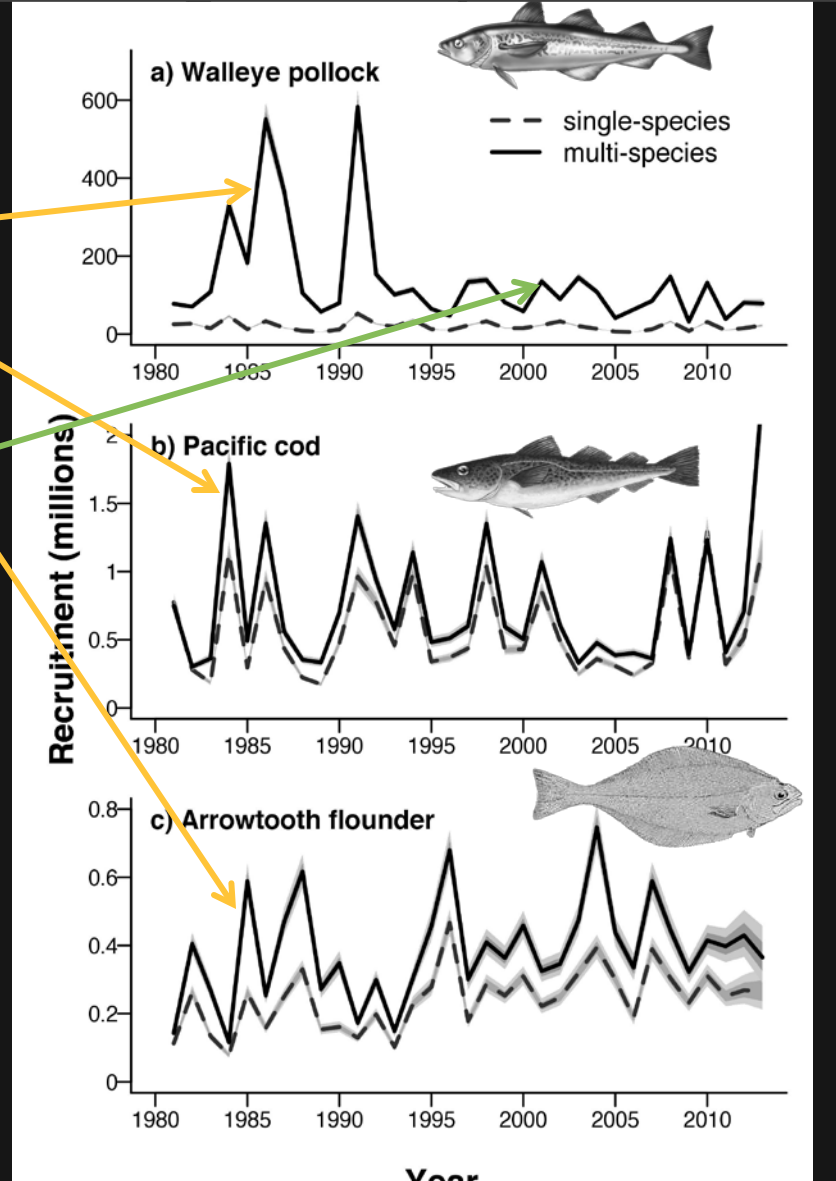 a) Walleye pollock
single-species
multi-species
600
400
200
0
1980 1985 1990 1995 2000 2005 2010
Recruitment (millions)
b) Pacific cod
2
1.5
1
0.5
0
1980 1985 1990 1995 2000 2005 2010
c) Arrowtooth flounder
0.8
0.6
0.4
0.2
0
1980 1985 1990 1995 2000 2005 2010
Year